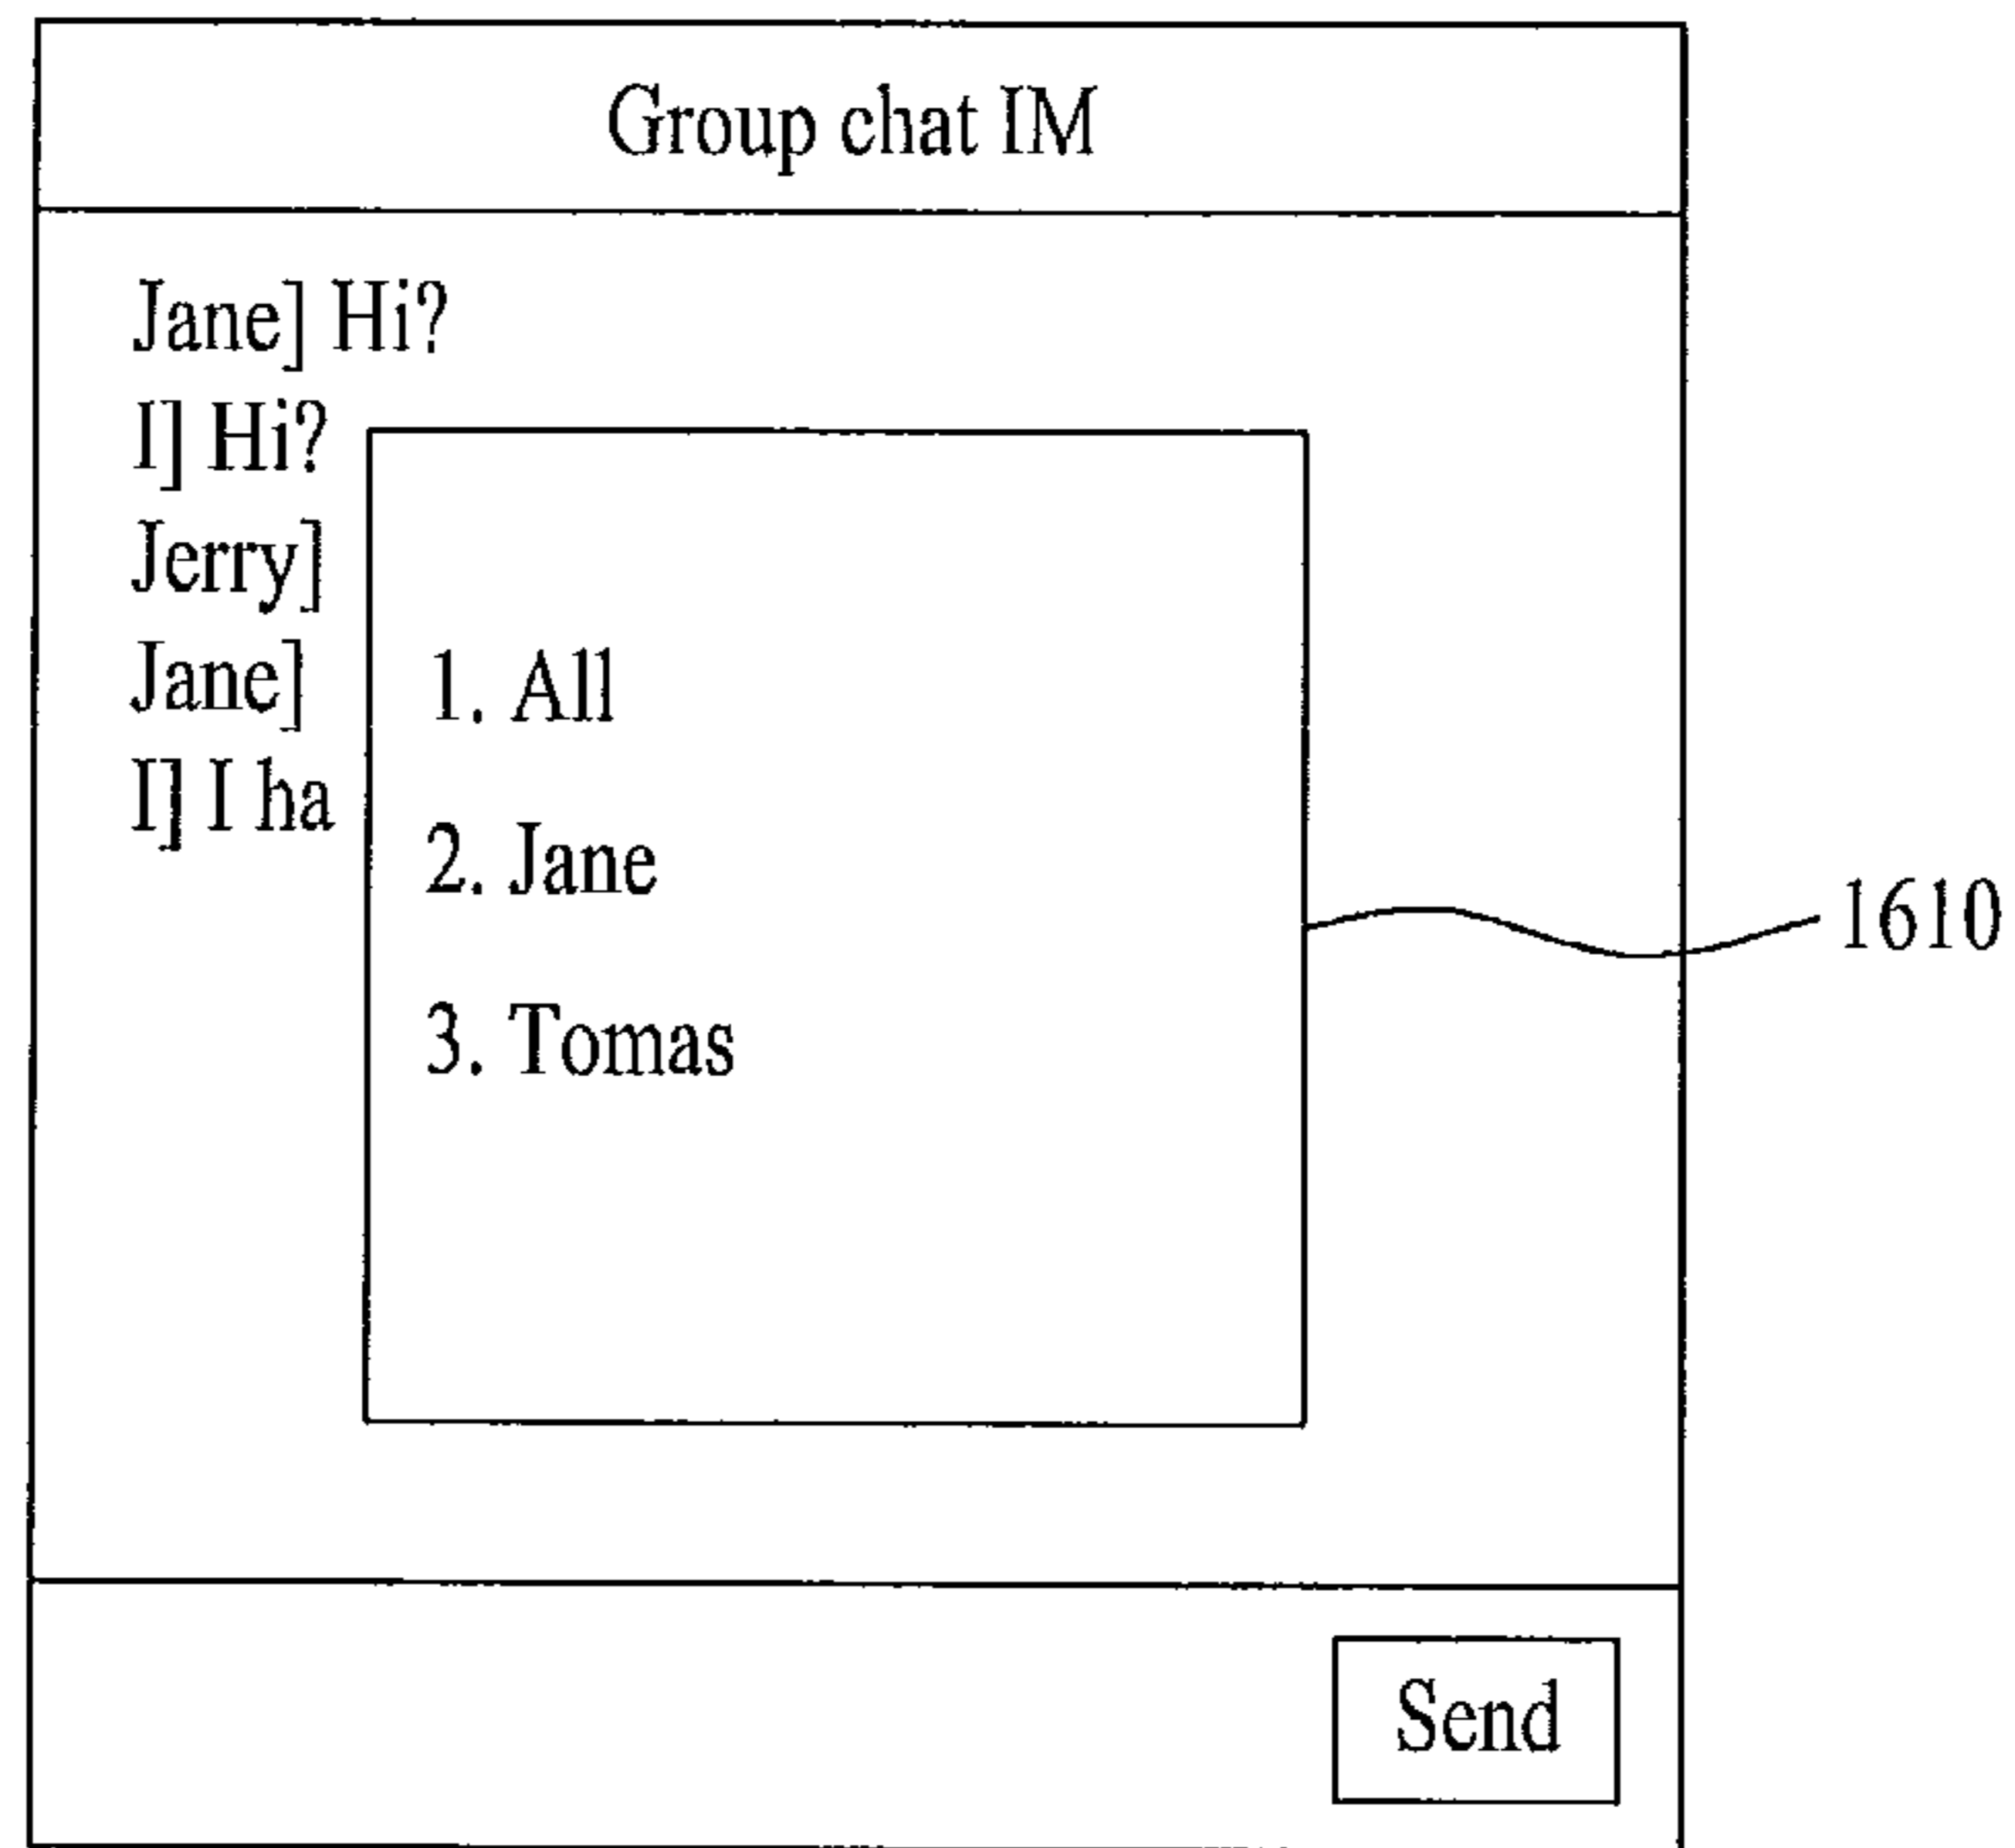 Group chat IM
Jane] Hi?
I] Hi?
Jerry]
Jane]
I] I ha
1. All
2. Jane
3. Tomas
1610
Send